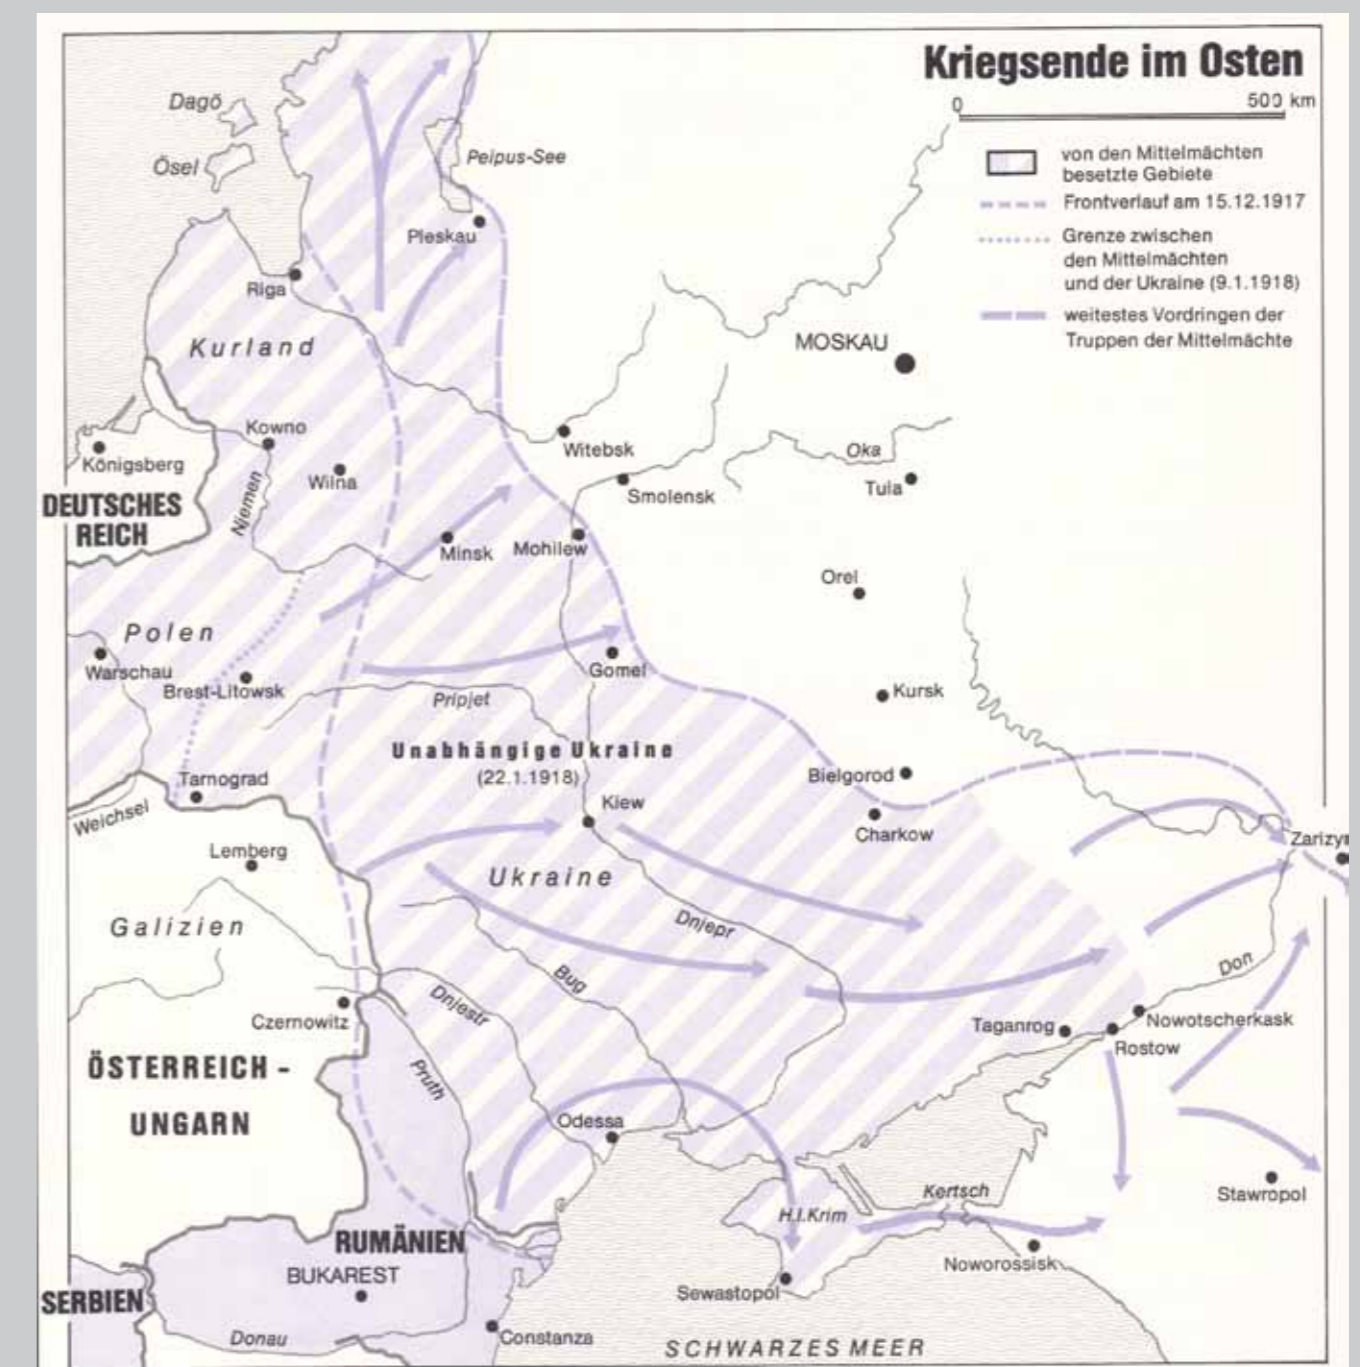 Kriegsende im Osten
0 500 km
von den Mittelmächten
besetzte Gebiete
Frontverlauf am 15.12.1917
Grenze zwischen
den Mittelmächten
und der Ukraine (9.1.1918)
weitestes Vordringen der
Truppen der Mittelmächte
Dagö
Ösel
Peipus-See
Pleskau
Riga
Kurland
MOSKAU
Kowno
Königsberg
Wilna
Njemen
Witebsk
Smolensk
Oka
Tula
DEUTSCHES
REICH
Minsk
Mohilew
Orel
Polen
Warschau
Brest-Litowsk
Gomel
Pripjet
Kursk
Unabhängige Ukraine
(22.1.1918)
Tarnograd
Weichsel
Kiew
Bielgorod
Charkow
Zarizyn
Lemberg
Ukraine
Galizien
Dnjepr
Bug
Dnjestr
Don
Czernowitz
Taganrog
Nowotscherkask
Rostow
ÖSTERREICH -
UNGARN
Pruth
Odessa
Stawropol
Kertsch
H.I.Krim
RUMÄNIEN
BUKAREST
Noworossisk
Sewastopol
SERBIEN
Donau
Constanza
SCHWARZES MEER